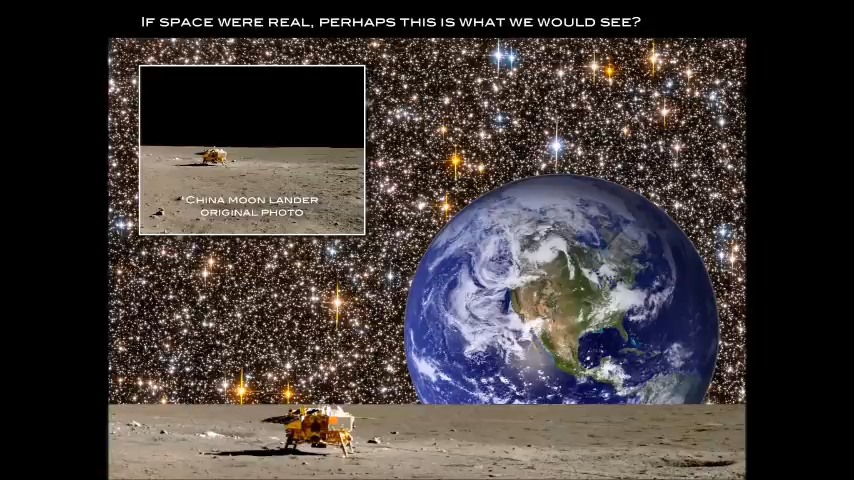 If space were real, perhaps this is what we would see?
*China moon lander
original photo